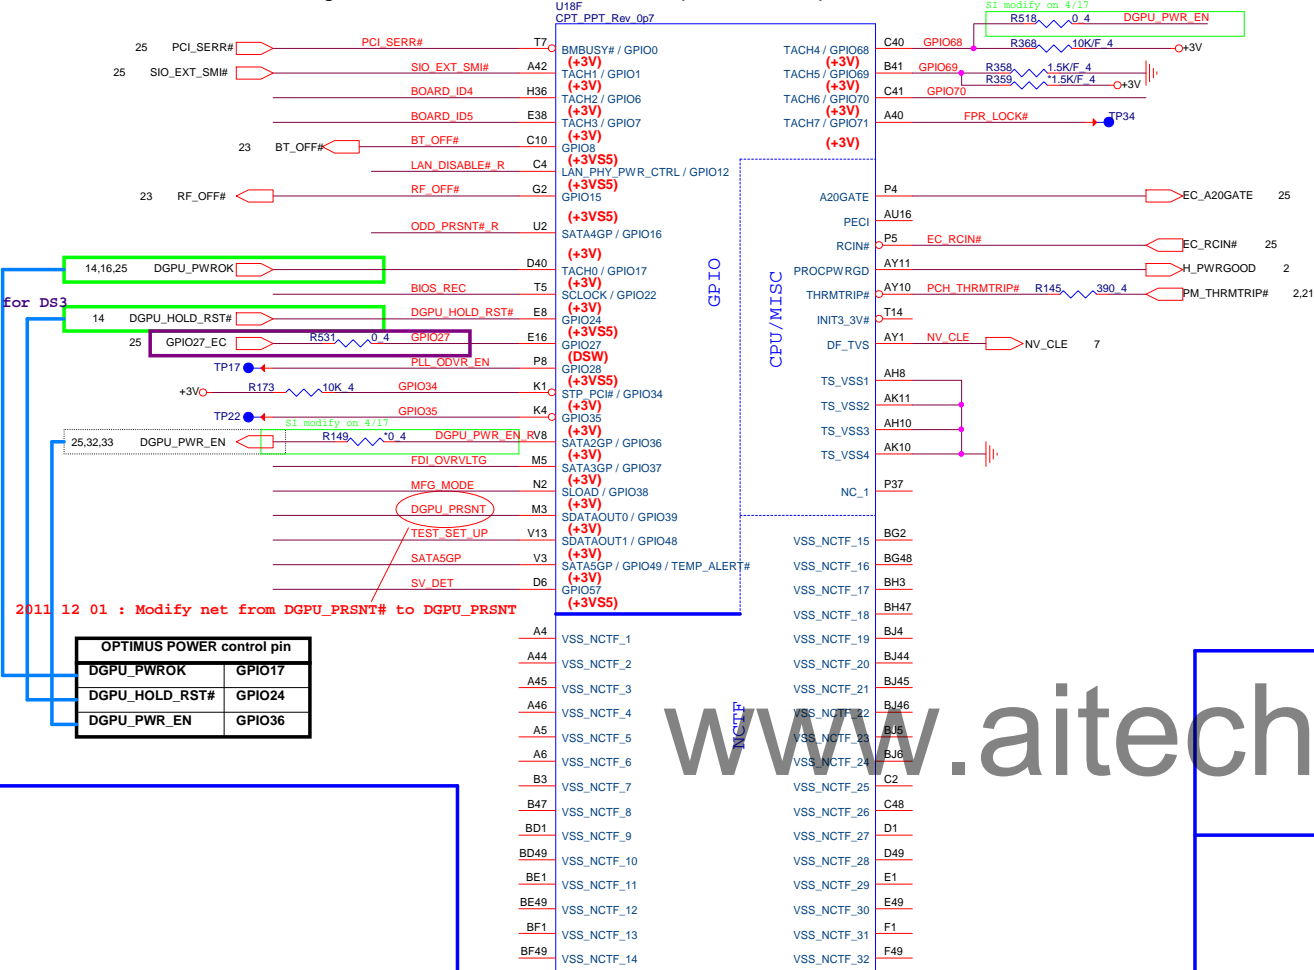 U18F
CPT_PPT_Rev_0p7
SI modify on 4/17
R518 0_4 DGPU_PWR_EN
25 PCI_SERR# PCI_SERR# T7 BMBUSY# / GPIO0 TACH4 / GPIO68 C40 GPIO68 R368 10K/F_4 +3V
(+3V) (+3V)
25 SIO_EXT_SMI# SIO_EXT_SMI# A42 TACH1 / GPIO1 TACH5 / GPIO69 B41 GPIO69 R358 1.5K/F_4
(+3V) (+3V) R359 *1.5K/F_4 +3V
BOARD_ID4 H36 TACH2 / GPIO6 TACH6 / GPIO70 C41 GPIO70
(+3V) (+3V)
BOARD_ID5 E38 TACH3 / GPIO7 TACH7 / GPIO71 A40 FPR_LOCK# TP34
(+3V) (+3V)
23 BT_OFF# BT_OFF# C10 GPIO8
(+3VS5)
LAN_DISABLE#_R C4 LAN_PHY_PWR_CTRL / GPIO12
(+3VS5)
23 RF_OFF# RF_OFF# G2 GPIO15 A20GATE P4 EC_A20GATE 25
(+3VS5)
PECI AU16
ODD_PRSNT#_R U2 SATA4GP / GPIO16
(+3V)
RCIN# P5 EC_RCIN# EC_RCIN# 25
14,16,25 DGPU_PWROK D40 TACH0 / GPIO17 PROCPWRGD AY11 H_PWRGOOD 2
(+3V)
for DS3 BIOS_REC T5 SCLOCK / GPIO22 THRMTRIP# AY10 PCH_THRMTRIP# R145 390_4 PM_THRMTRIP# 2,21
(+3V)
14 DGPU_HOLD_RST# DGPU_HOLD_RST# E8 GPIO24 INIT3_3V# T14
(+3VS5)
25 GPIO27_EC R531 0_4 GPIO27 E16 GPIO27 DF_TVS AY1 NV_CLE NV_CLE 7
(DSW)
TP17 PLL_ODVR_EN P8 GPIO28
(+3VS5)
TS_VSS1 AH8
+3V R173 10K_4 GPIO34 K1 STP_PCI# / GPIO34
(+3V)
TS_VSS2 AK11
TP22 GPIO35 K4 GPIO35
(+3V)
SI modify on 4/17
TS_VSS3 AH10
25,32,33 DGPU_PWR_EN R149 *0_4 DGPU_PWR_EN_R V8 SATA2GP / GPIO36
(+3V)
TS_VSS4 AK10
FDI_OVRVLTG M5 SATA3GP / GPIO37
(+3V)
MFG_MODE N2 SLOAD / GPIO38 NC_1 P37
(+3V)
DGPU_PRSNT M3 SDATAOUT0 / GPIO39
(+3V)
TEST_SET_UP V13 SDATAOUT1 / GPIO48 VSS_NCTF_15 BG2
(+3V)
SATA5GP V3 SATA5GP / GPIO49 / TEMP_ALERT# VSS_NCTF_16 BG48
(+3V)
SV_DET D6 GPIO57 VSS_NCTF_17 BH3
(+3VS5)
GPIO
CPU/MISC
2011 12 01 : Modify net from DGPU_PRSNT# to DGPU_PRSNT
VSS_NCTF_18 BH47
A4 VSS_NCTF_1 VSS_NCTF_19 BJ4
A44 VSS_NCTF_2 VSS_NCTF_20 BJ44
A45 VSS_NCTF_3 VSS_NCTF_21 BJ45
A46 VSS_NCTF_4 VSS_NCTF_22 BJ46
A5 VSS_NCTF_5 VSS_NCTF_23 BJ5
A6 VSS_NCTF_6 VSS_NCTF_24 BJ6
B3 VSS_NCTF_7 VSS_NCTF_25 C2
B47 VSS_NCTF_8 VSS_NCTF_26 C48
BD1 VSS_NCTF_9 VSS_NCTF_27 D1
BD49 VSS_NCTF_10 VSS_NCTF_28 D49
BE1 VSS_NCTF_11 VSS_NCTF_29 E1
BE49 VSS_NCTF_12 VSS_NCTF_30 E49
BF1 VSS_NCTF_13 VSS_NCTF_31 F1
BF49 VSS_NCTF_14 VSS_NCTF_32 F49
NCTF
OPTIMUS POWER control pin
DGPU_PWROK GPIO17
DGPU_HOLD_RST# GPIO24
DGPU_PWR_EN GPIO36
www.aitech